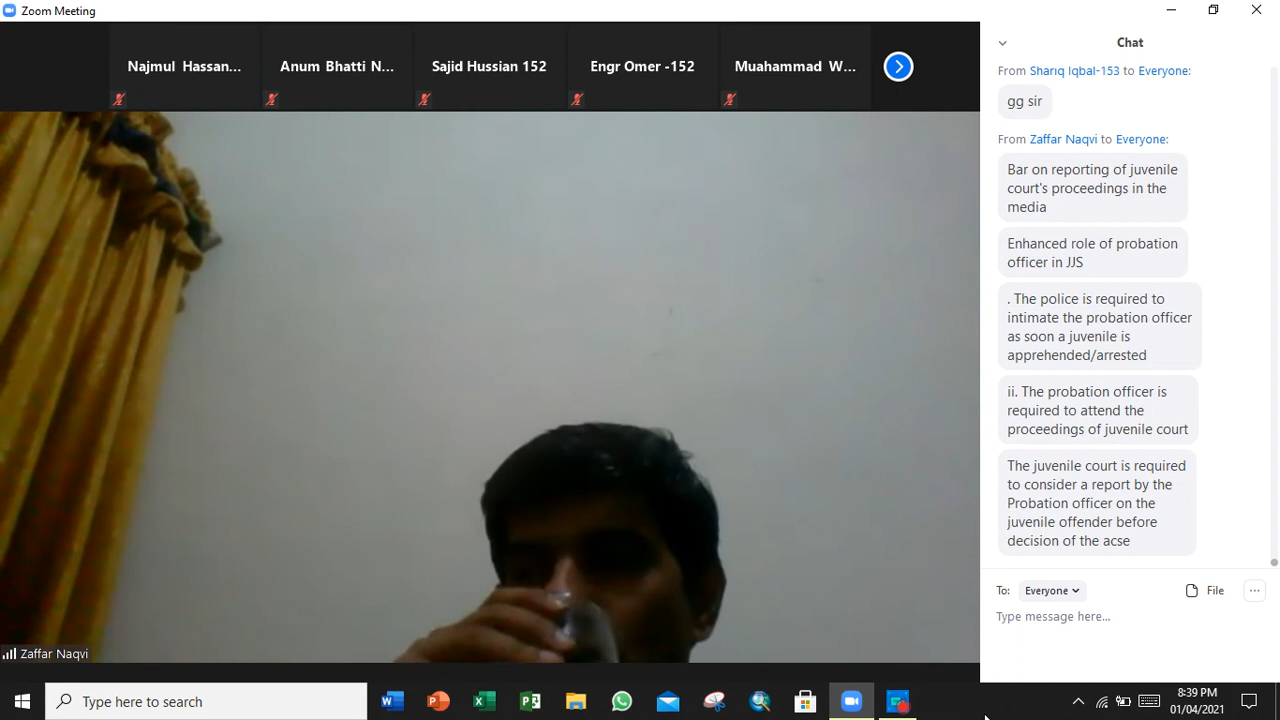 Zoom Meeting
Najmul Hassan...
Anum Bhatti N...
Sajid Hussian 152
Engr Omer -152
Muahammad W...
Chat
From Shariq Iqbal-153 to Everyone:
gg sir
From Zaffar Naqvi to Everyone:
Bar on reporting of juvenile
court's proceedings in the
media
Enhanced role of probation
officer in JJS
. The police is required to
intimate the probation officer
as soon a juvenile is
apprehended/arrested
ii. The probation officer is
required to attend the
proceedings of juvenile court
The juvenile court is required
to consider a report by the
Probation officer on the
juvenile offender before
decision of the acse
To: Everyone
File
Type message here...
Zaffar Naqvi
Type here to search
8:39 PM
01/04/2021